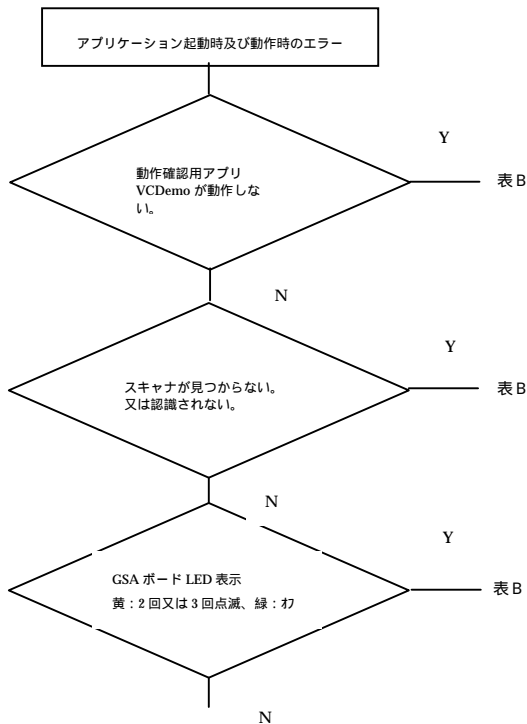 アプリケーション起動時及び動作時のエラー
Y
動作確認用アプリ
VCDemo が動作しな
い。
表B
N
Y
スキャナが見つからない。
又は認識されない。
表B
N
Y
GSA ボード LED 表示
黄：2 回又は 3 回点滅、緑：ｵﾌ
表B
N